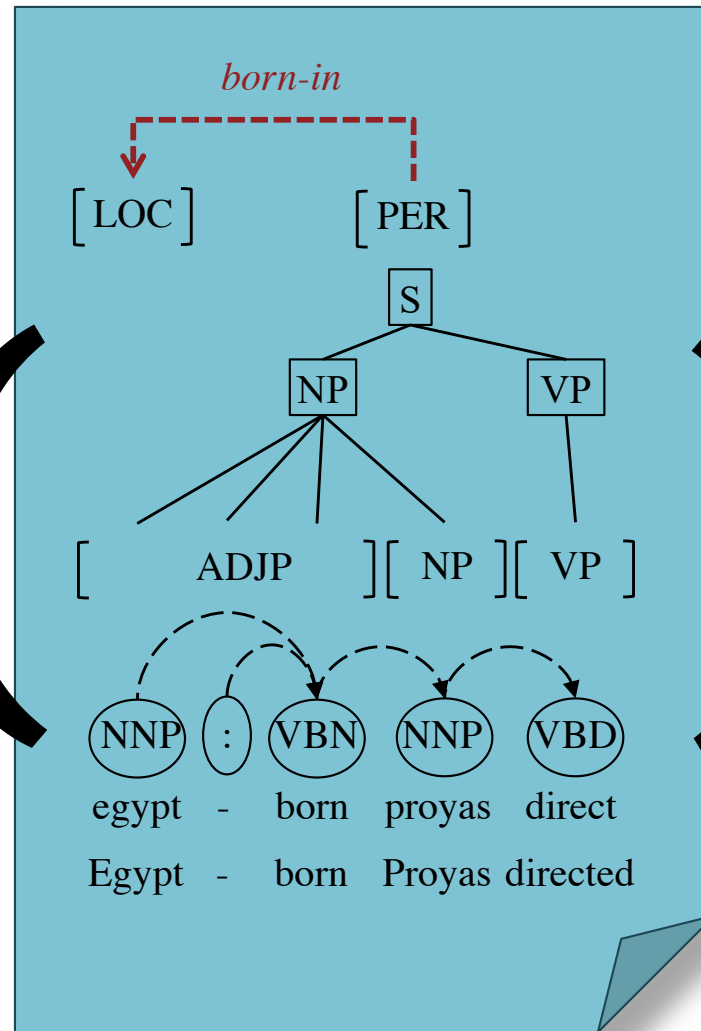 born-in
[ LOC ] [ PER ]
S
NP VP
[ ADJP ] [ NP ] [ VP ]
NNP : VBN NNP VBD
egypt - born proyas direct
Egypt - born Proyas directed